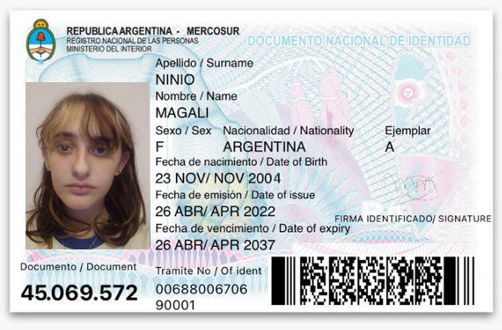 REPUBLICA ARGENTINA - MERCOSUR
REGISTRO NACIONAL DE LAS PERSONAS
MINISTERIO DEL INTERIOR
DOCUMENTO NACIONAL DE IDENTIDAD
Apellido / Surname
NINIO
Nombre / Name
MAGALI
Sexo / Sex Nacionalidad / Nationality Ejemplar
F ARGENTINA A
Fecha de nacimiento / Date of Birth
23 NOV/ NOV 2004
Fecha de emisión / Date of issue
26 ABR/ APR 2022
FIRMA IDENTIFICADO/ SIGNATURE
Fecha de vencimiento / Date of expiry
26 ABR/ APR 2037
Documento / Document
45.069.572
Tramite No / Of ident
00688006706
90001